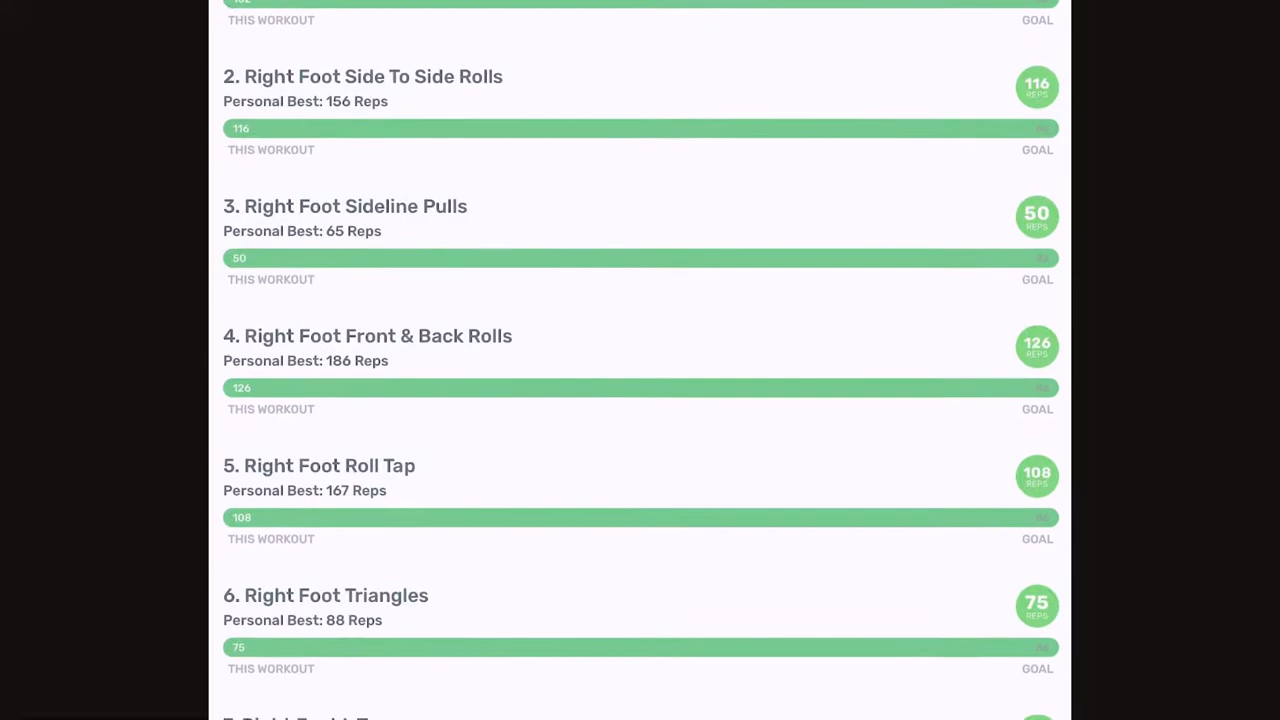 THIS WORKOUT GOAL
2. Right Foot Side To Side Rolls
116 REPS
Personal Best: 156 Reps
116
THIS WORKOUT GOAL
3. Right Foot Sideline Pulls
50 REPS
Personal Best: 65 Reps
50
THIS WORKOUT GOAL
4. Right Foot Front & Back Rolls
126 REPS
Personal Best: 186 Reps
126
THIS WORKOUT GOAL
5. Right Foot Roll Tap
108 REPS
Personal Best: 167 Reps
108
THIS WORKOUT GOAL
6. Right Foot Triangles
75 REPS
Personal Best: 88 Reps
75
THIS WORKOUT GOAL